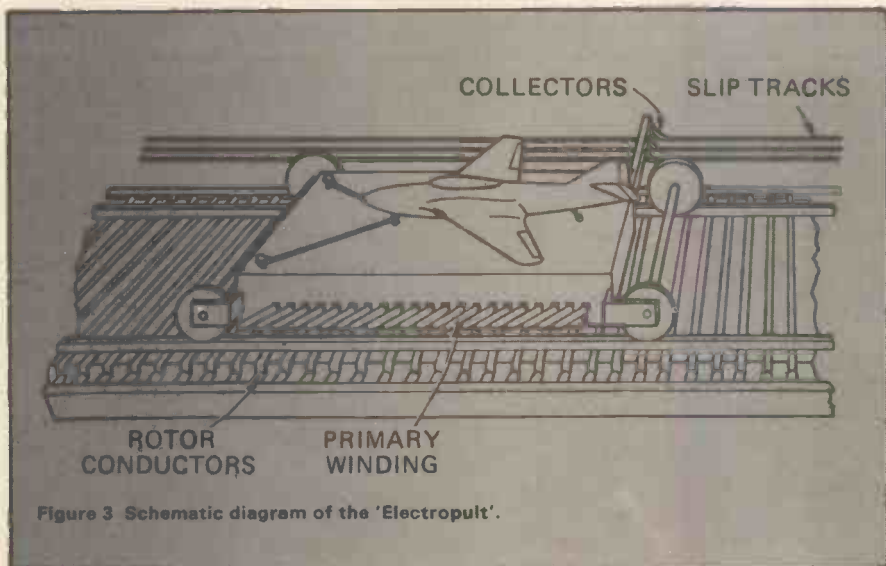 COLLECTORS SLIP TRACKS
ROTOR CONDUCTORS
PRIMARY WINDING
Figure 3 Schematic diagram of the 'Electropult'.